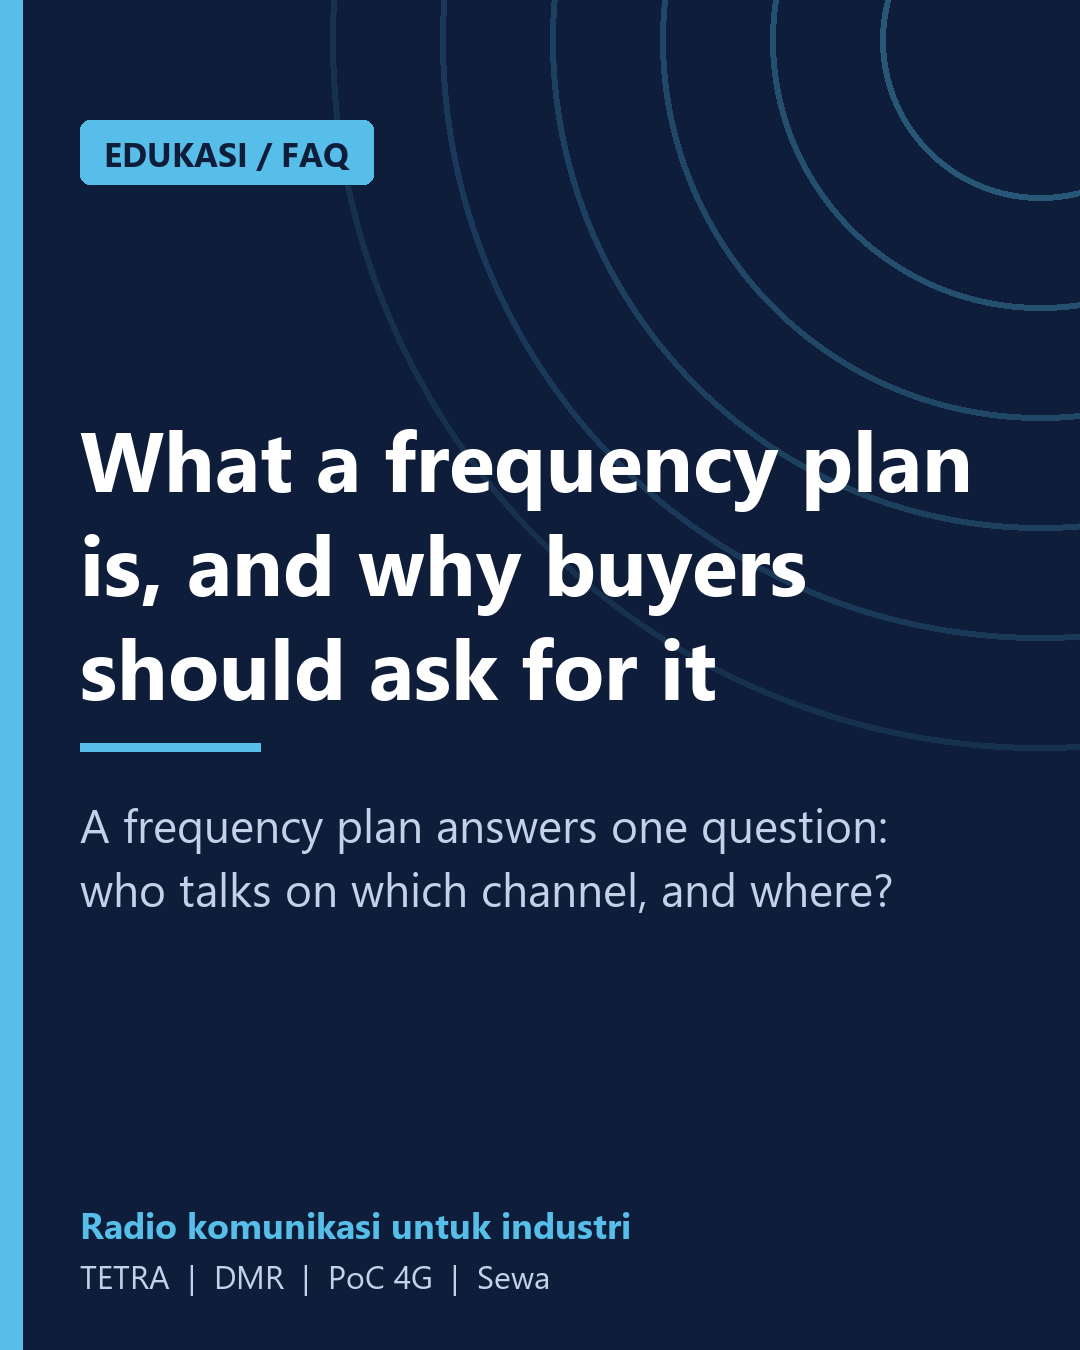 EDUKASI / FAQ
What a frequency plan
is, and why buyers
should ask for it
A frequency plan answers one question:
who talks on which channel, and where?
Radio komunikasi untuk industri
TETRA | DMR | PoC 4G | Sewa